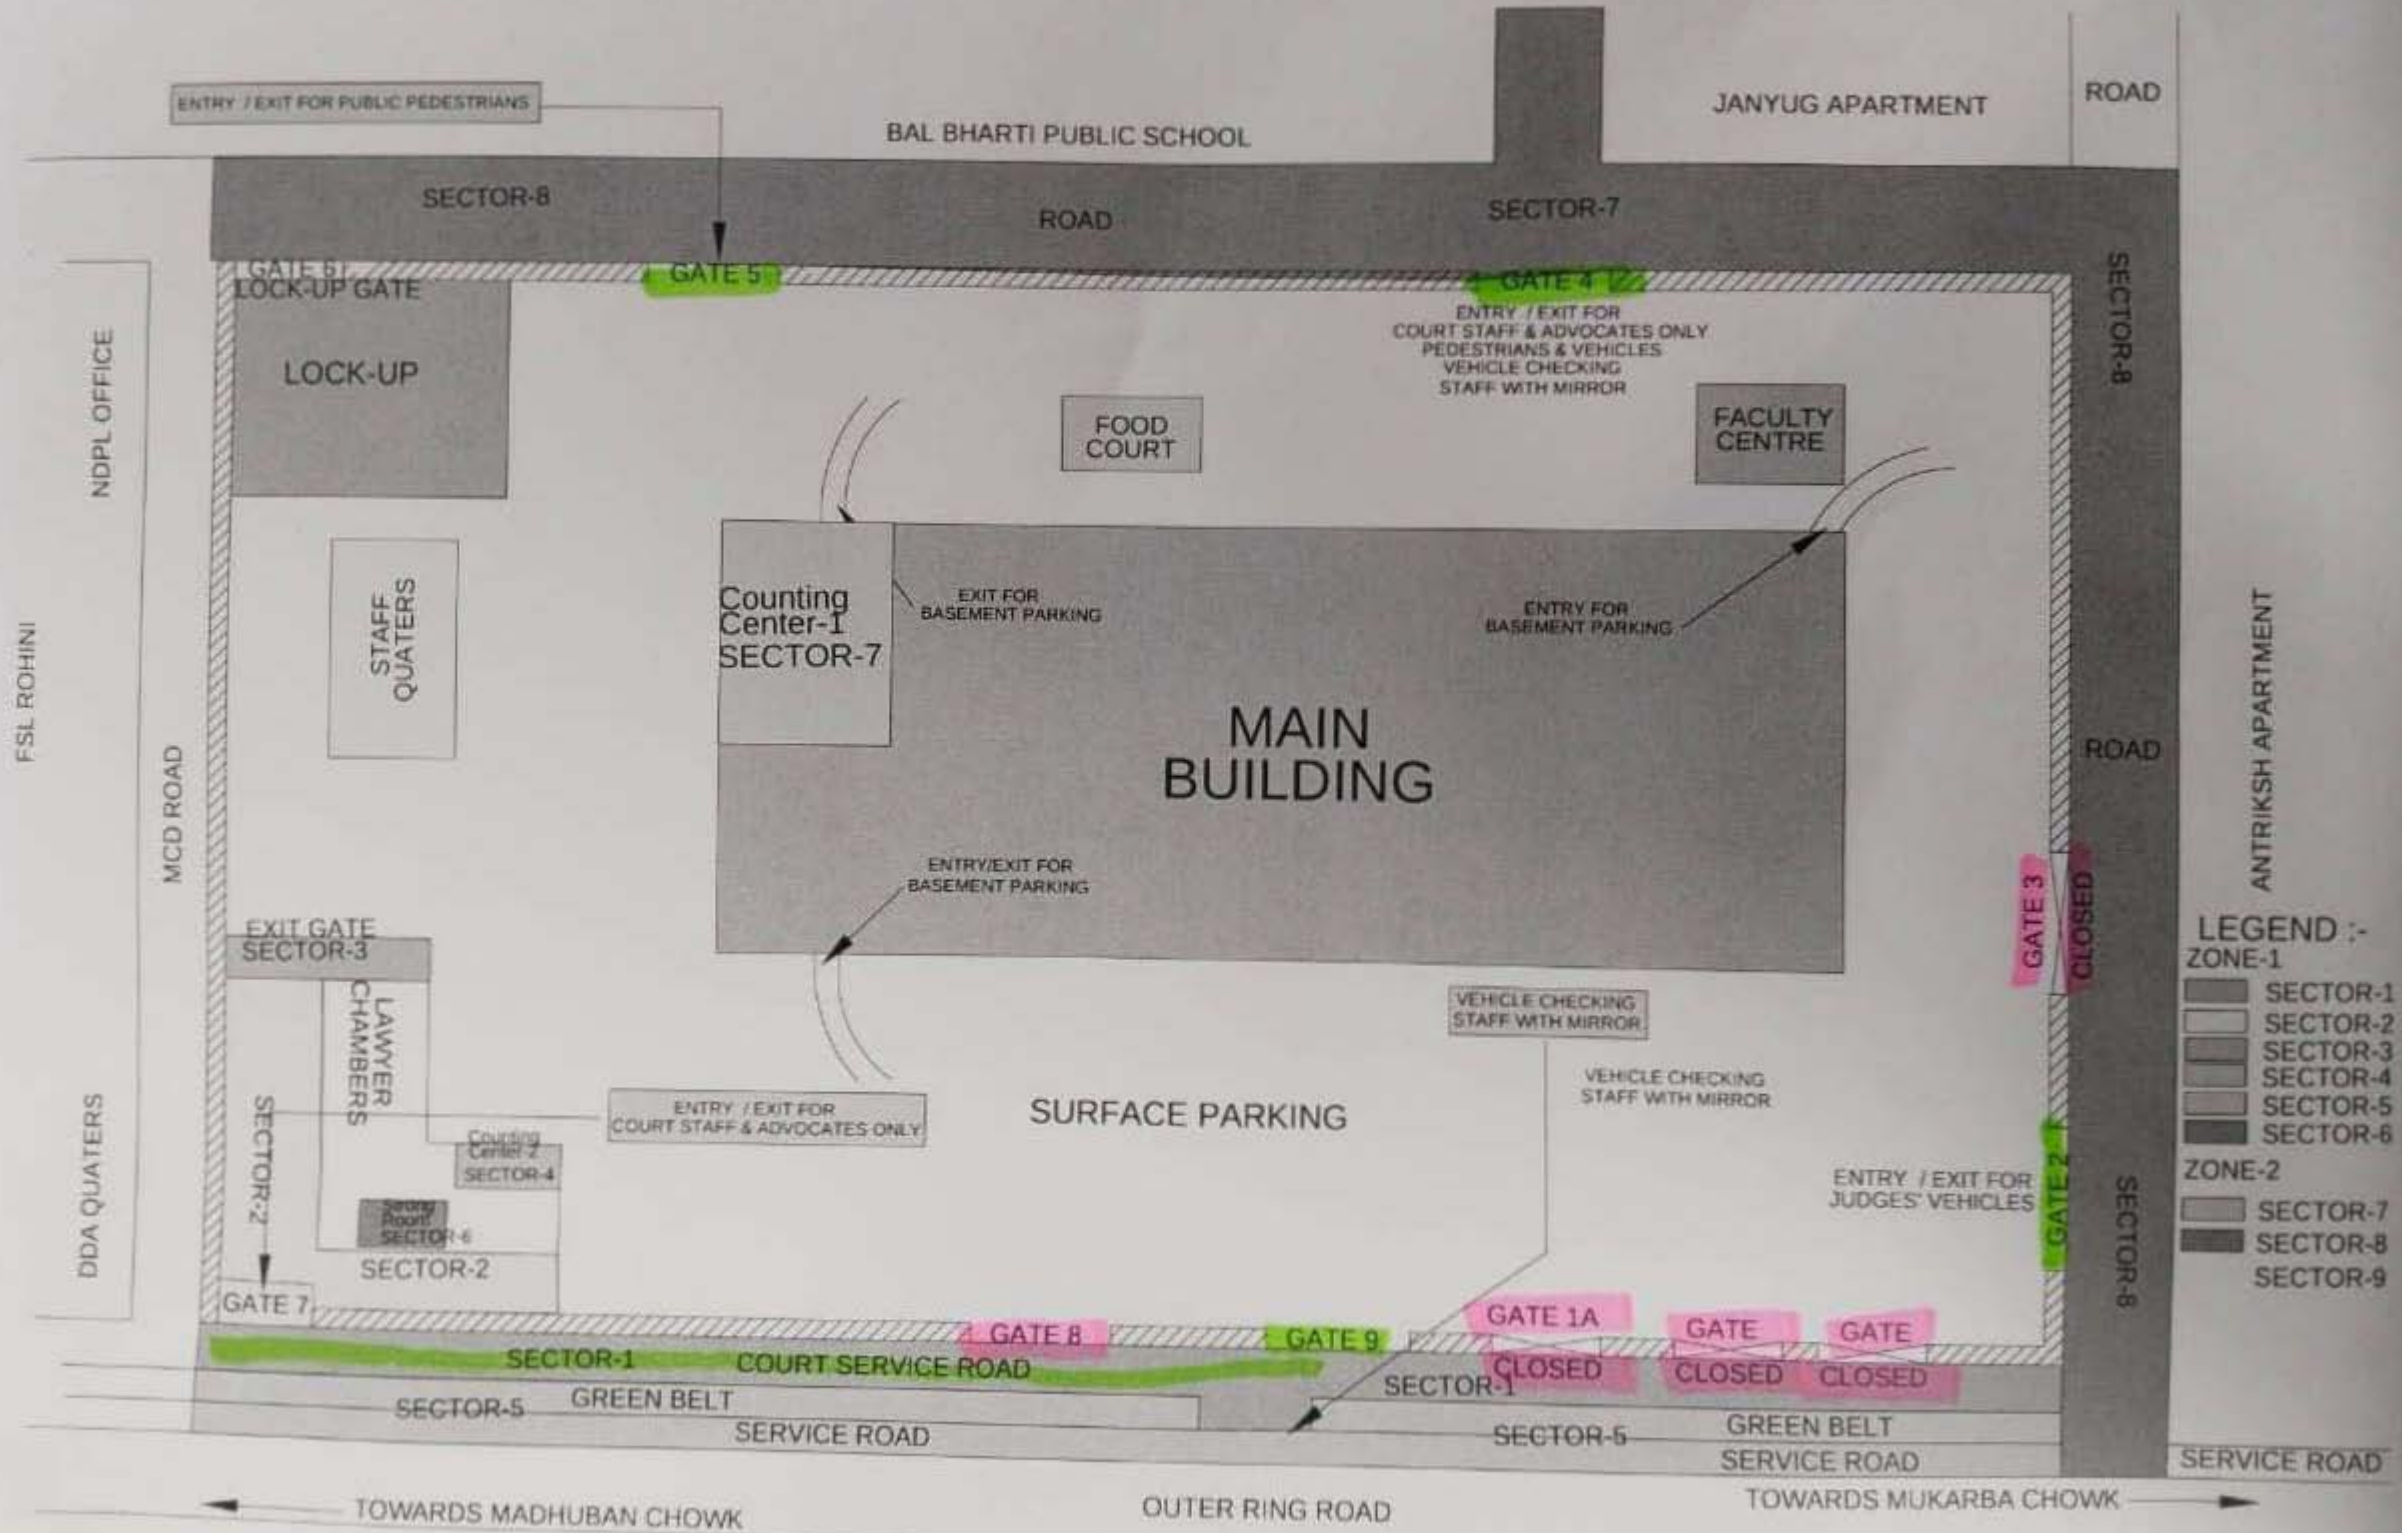 ENTRY / EXIT FOR PUBLIC PEDESTRIANS
BAL BHARTI PUBLIC SCHOOL
JANYUG APARTMENT
ROAD
SECTOR-8
ROAD
SECTOR-7
GATE 6
LOCK-UP GATE
GATE 5
GATE 4
ENTRY / EXIT FOR
COURT STAFF & ADVOCATES ONLY
PEDESTRIANS & VEHICLES
VEHICLE CHECKING
STAFF WITH MIRROR
SECTOR-8
NDPL OFFICE
LOCK-UP
FOOD
COURT
FACULTY
CENTRE
FSL ROHINI
STAFF
QUATERS
Counting
Center-1
SECTOR-7
EXIT FOR
BASEMENT PARKING
ENTRY FOR
BASEMENT PARKING
MAIN
BUILDING
ROAD
ANTRIKSH APARTMENT
MCD ROAD
ENTRY/EXIT FOR
BASEMENT PARKING
GATE 3
CLOSED
EXIT GATE
SECTOR-3
LAWYER
CHAMBERS
VEHICLE CHECKING
STAFF WITH MIRROR
VEHICLE CHECKING
STAFF WITH MIRROR
LEGEND :-
ZONE-1
SECTOR-1
SECTOR-2
SECTOR-3
SECTOR-4
SECTOR-5
SECTOR-6
ZONE-2
SECTOR-7
SECTOR-8
SECTOR-9
DDA QUATERS
SECTOR-2
ENTRY / EXIT FOR
COURT STAFF & ADVOCATES ONLY
SURFACE PARKING
Counting
Center-2
SECTOR-4
Strong
Room
SECTOR-6
SECTOR-2
ENTRY / EXIT FOR
JUDGES' VEHICLES
GATE 2
SECTOR-8
GATE 7
GATE 8
GATE 9
GATE 1A
GATE
GATE
CLOSED
CLOSED
CLOSED
SECTOR-1
COURT SERVICE ROAD
SECTOR-1
SECTOR-5
GREEN BELT
SERVICE ROAD
SECTOR-5
GREEN BELT
SERVICE ROAD
SERVICE ROAD
TOWARDS MADHUBAN CHOWK
OUTER RING ROAD
TOWARDS MUKARBA CHOWK